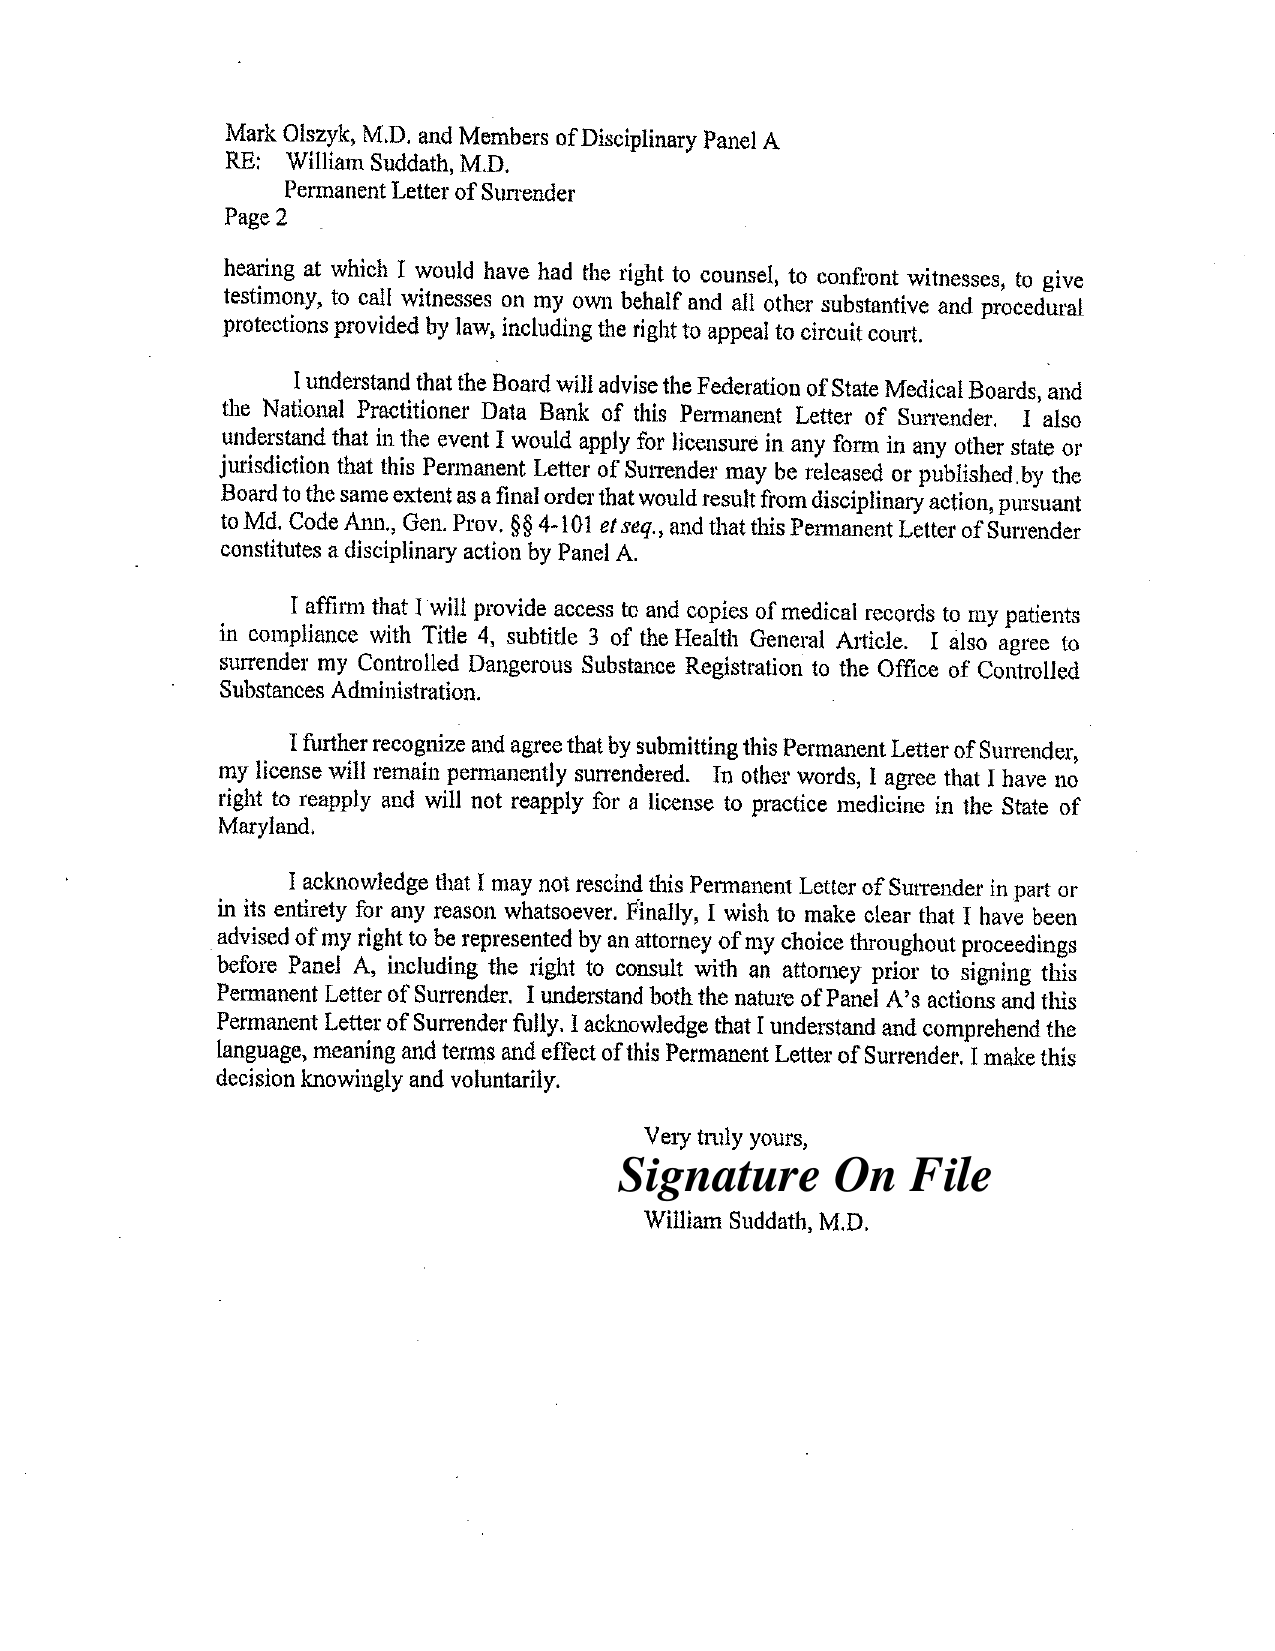 Mark Olszyk, M.D. and Members of Disciplinary Panel A
RE: William Suddath, M.D.
Permanent Letter of Surrender
Page 2
hearing at which I would have had the right to counsel, to confront witnesses, to give
testimony, to call witnesses on my own behalf and all other substantive and procedural
protections provided by law, including the right to appeal to circuit court.
I understand that the Board will advise the Federation of State Medical Boards, and
the National Practitioner Data Bank of this Permanent Letter of Surrender. I also
understand that in the event I would apply for licensure in any form in any other state or
jurisdiction that this Permanent Letter of Surrender may be released or published by the
Board to the same extent as a final order that would result from disciplinary action, pursuant
to Md. Code Ann., Gen. Prov. §§ 4-101 et seq., and that this Permanent Letter of Surrender
constitutes a disciplinary action by Panel A.
I affirm that I will provide access to and copies of medical records to my patients
in compliance with Title 4, subtitle 3 of the Health General Article. I also agree to
surrender my Controlled Dangerous Substance Registration to the Office of Controlled
Substances Administration.
I further recognize and agree that by submitting this Permanent Letter of Surrender,
my license will remain permanently surrendered. In other words, I agree that I have no
right to reapply and will not reapply for a license to practice medicine in the State of
Maryland.
I acknowledge that I may not rescind this Permanent Letter of Surrender in part or
in its entirety for any reason whatsoever. Finally, I wish to make clear that I have been
advised of my right to be represented by an attorney of my choice throughout proceedings
before Panel A, including the right to consult with an attorney prior to signing this
Permanent Letter of Surrender. I understand both the nature of Panel A's actions and this
Permanent Letter of Surrender fully. I acknowledge that I understand and comprehend the
language, meaning and terms and effect of this Permanent Letter of Surrender. I make this
decision knowingly and voluntarily.
Very truly yours,
Signature On File
William Suddath, M.D.